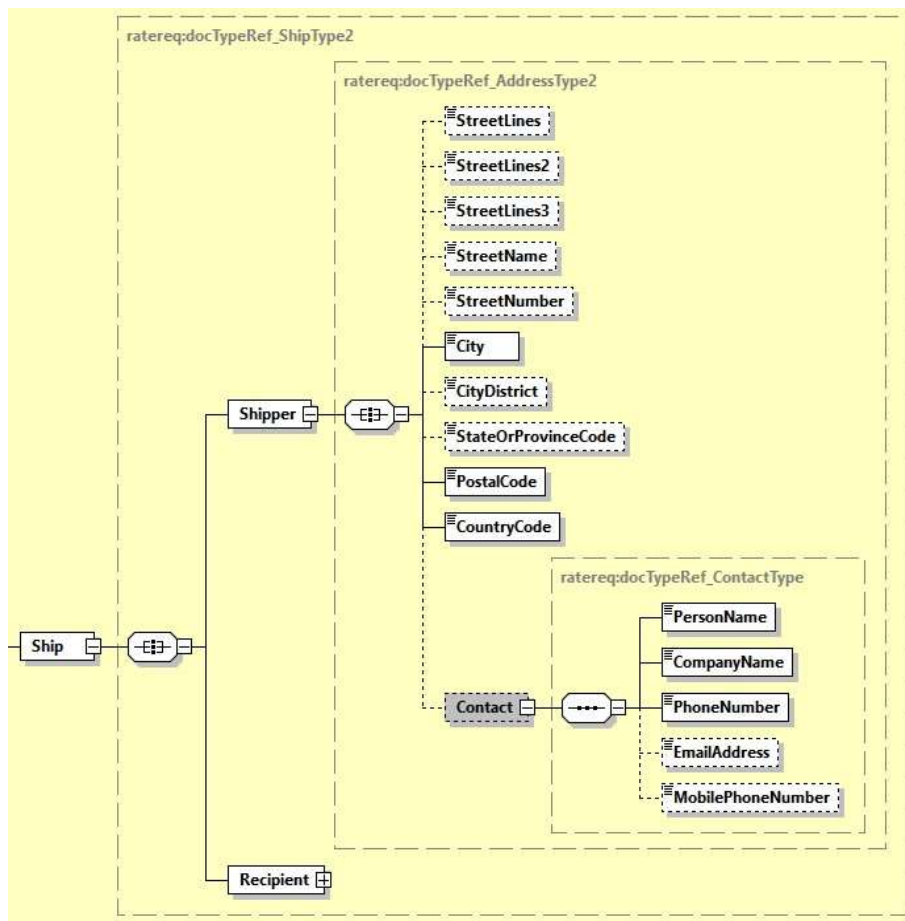 ratereq:docTypeRef_ShipType2
ratereq:docTypeRef_AddressType2
StreetLines
StreetLines2
StreetLines3
StreetName
StreetNumber
City
CityDistrict
Shipper
StateOrProvinceCode
PostalCode
CountryCode
ratereq:docTypeRef_ContactType
PersonName
Ship
CompanyName
Contact
PhoneNumber
EmailAddress
MobilePhoneNumber
Recipient